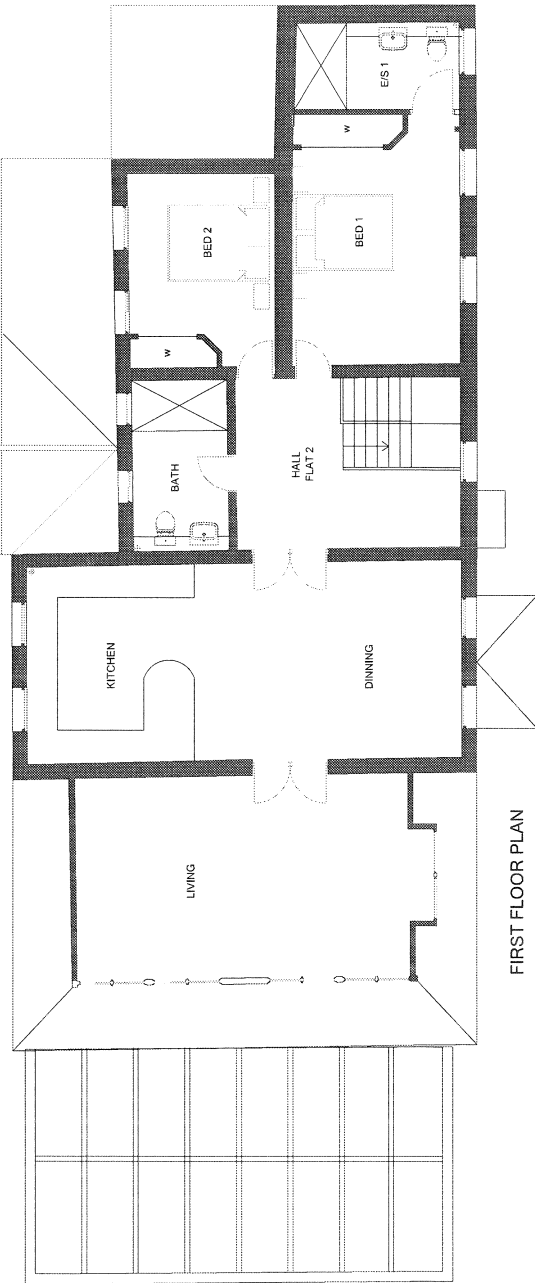 LIVING
KITCHEN
DINNING
BATH
HALL
FLAT 2
W
BED 2
BED 1
W
E/S 1
FIRST FLOOR PLAN